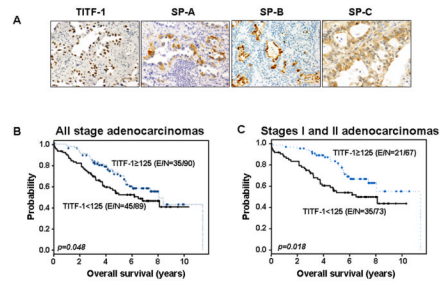 A
TITF-1 SP-A SP-B SP-C
B All stage adenocarcinomas
1.0
0.8
0.6
0.4
0.2
0.0
Probability
TITF-1≥125 (E/N=35/90)
TITF-1<125 (E/N=45/89)
p=0.048
0 2 4 6 8 10
Overall survival (years)
C Stages I and II adenocarcinomas
1.0
0.8
0.6
0.4
0.2
0.0
Probability
TITF-1≥125 (E/N=21/67)
TITF-1<125 (E/N=35/73)
p=0.018
0 2 4 6 8 10
Overall survival (years)